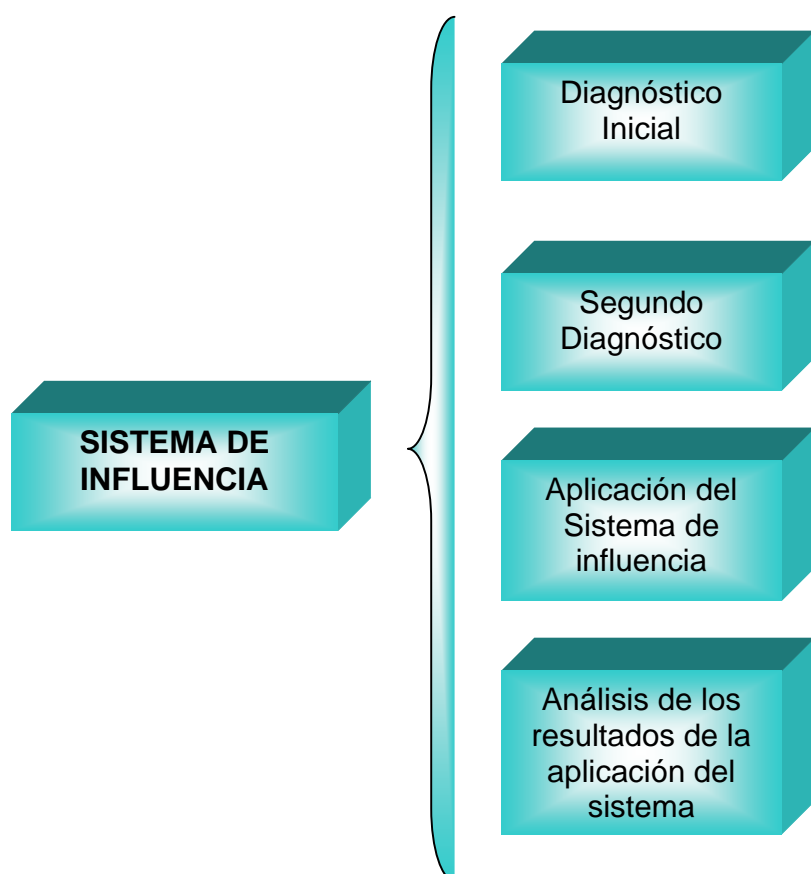 SISTEMA DE
INFLUENCIA
Diagnóstico
Inicial
Segundo
Diagnóstico
Aplicación del
Sistema de
influencia
Análisis de los
resultados de la
aplicación del
sistema